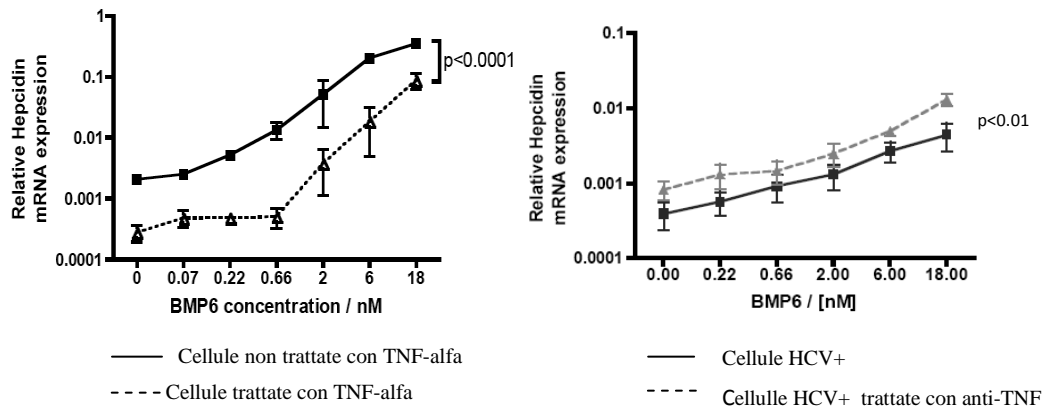 Relative Hepcidin
mRNA expression
1
0.1
0.01
0.001
0.0001
p<0.0001
0 0.07 0.22 0.66 2 6 18
BMP6 concentration / nM
Cellule non trattate con TNF-alfa
Cellule trattate con TNF-alfa
Relative Hepcidin
mRNA expression
0.1
0.01
0.001
0.0001
p<0.01
0.00 0.22 0.66 2.00 6.00 18.00
BMP6 / [nM]
Cellule HCV+
Cellulle HCV+ trattate con anti-TNF